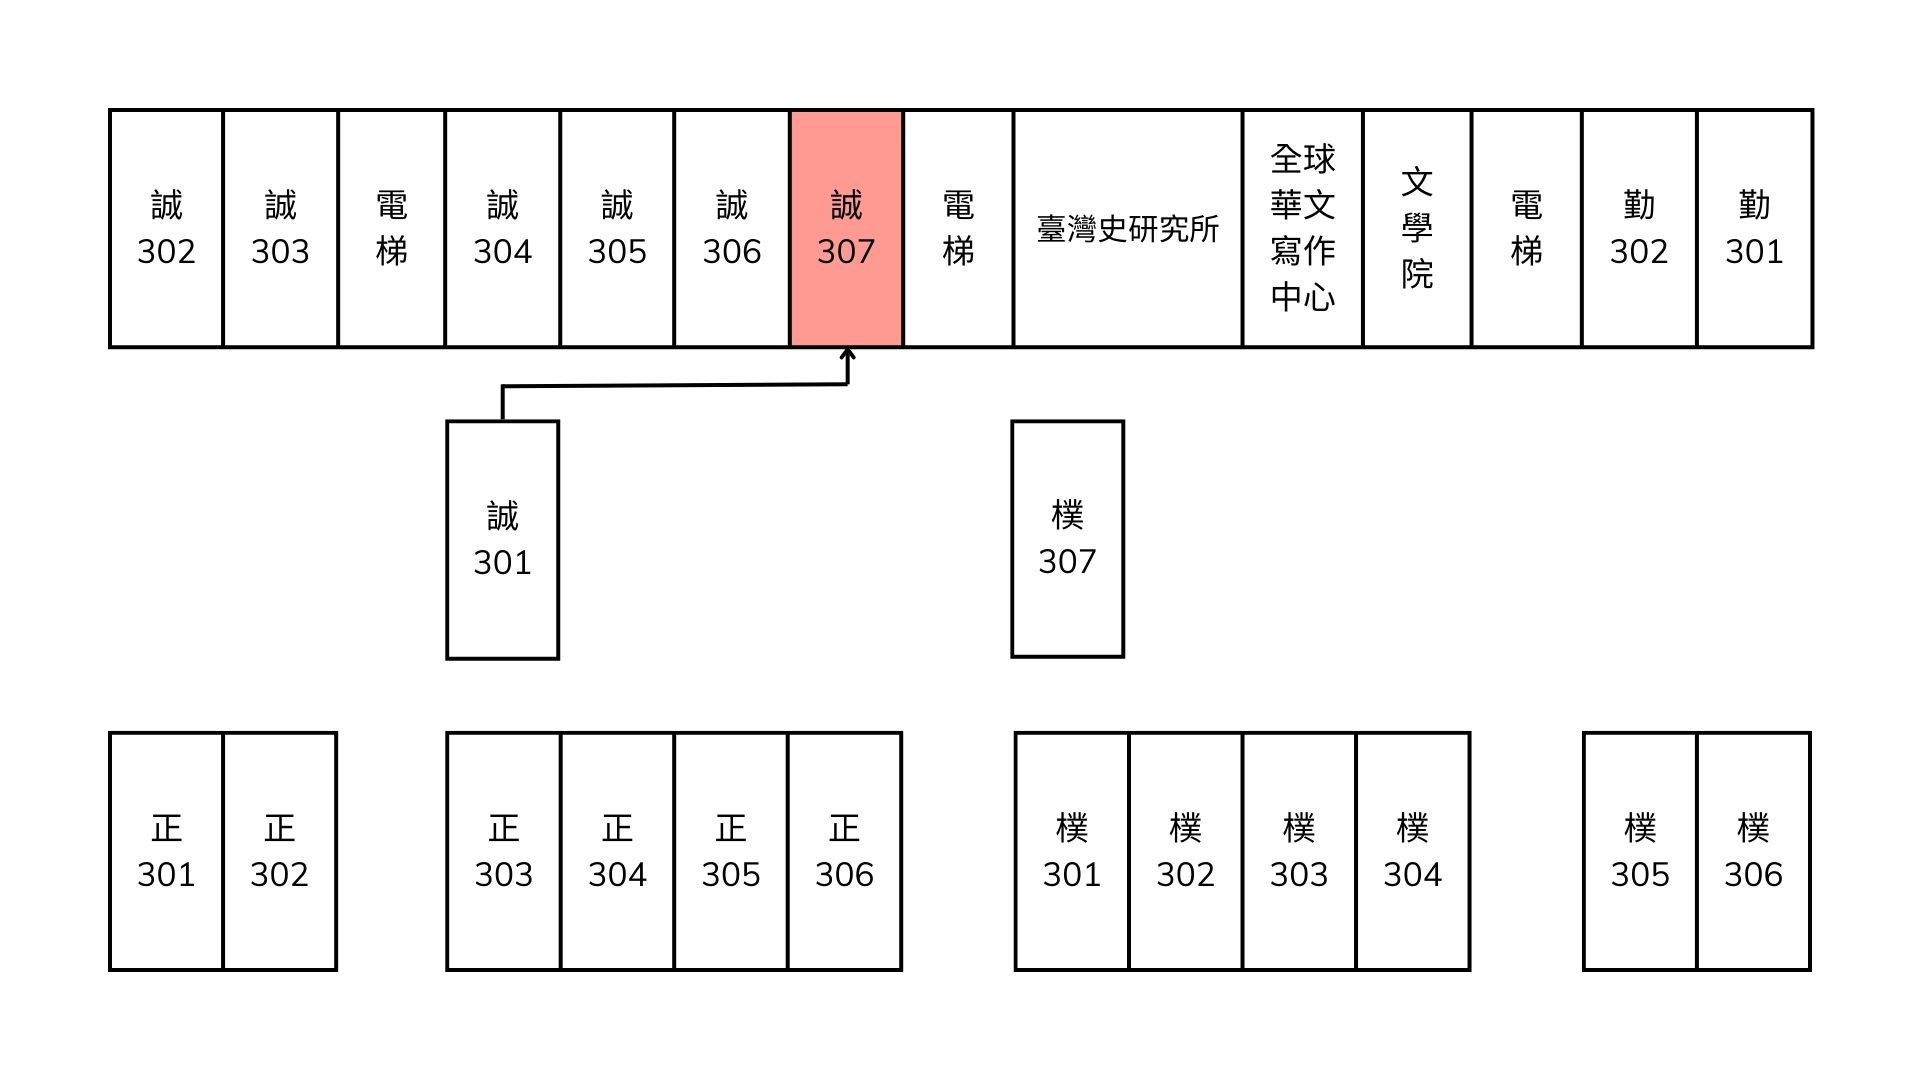 誠
302
誠
303
電
梯
誠
304
誠
305
誠
306
誠
307
電
梯
臺灣史研究所
全球
華文
寫作
中心
文
學
院
電
梯
勤
302
勤
301
誠
301
樸
307
正
301
正
302
正
303
正
304
正
305
正
306
樸
301
樸
302
樸
303
樸
304
樸
305
樸
306